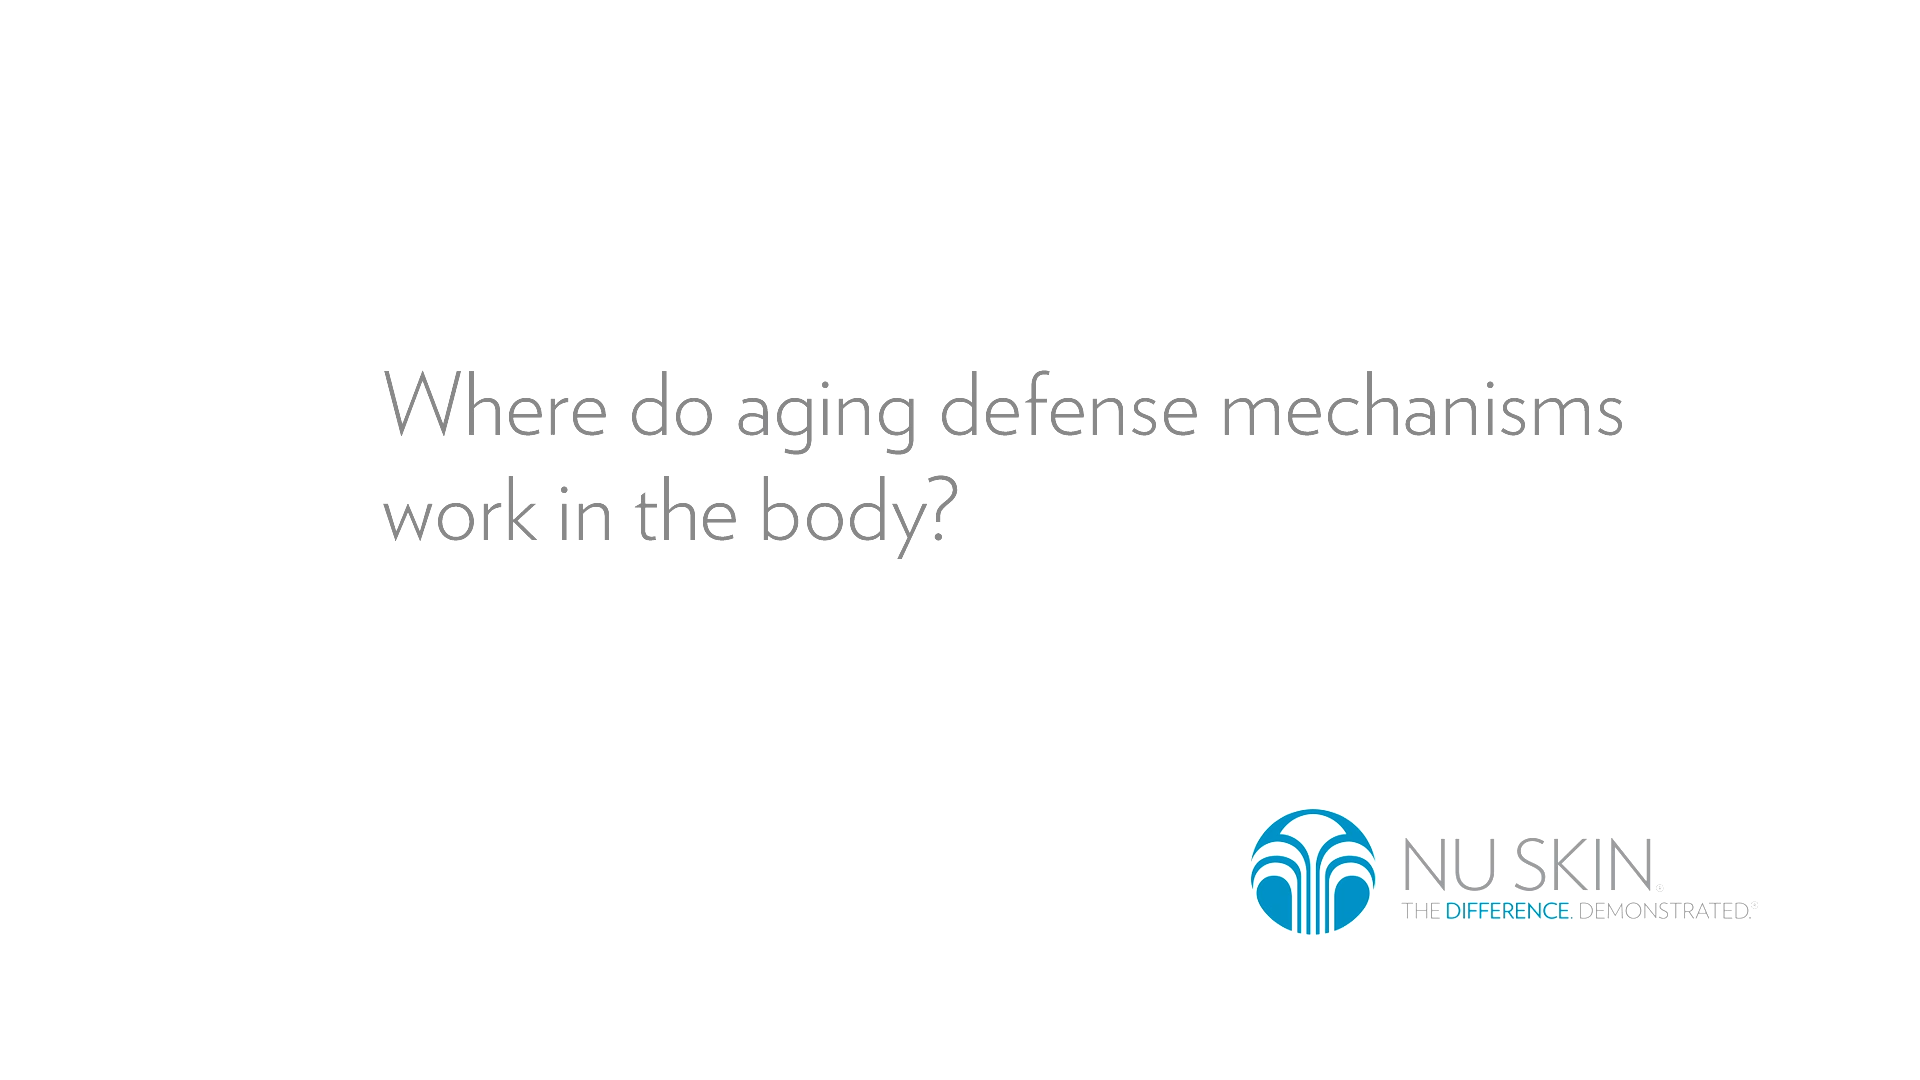 Where do aging defense mechanisms
work in the body?
NU SKIN®
THE DIFFERENCE. DEMONSTRATED.®